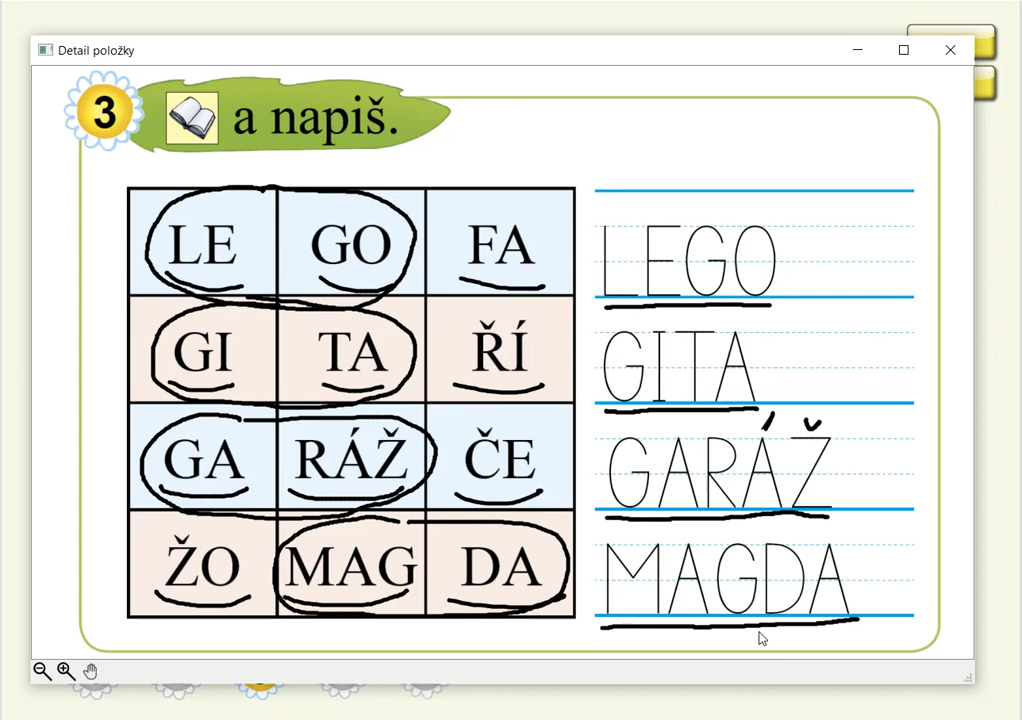 Detail položky
3 a napiš.
LE GO FA
LEGO
GI TA ŘÍ
GITA
GA RÁŽ ČE
GARÁŽ
ŽO MAG DA
MAGDA